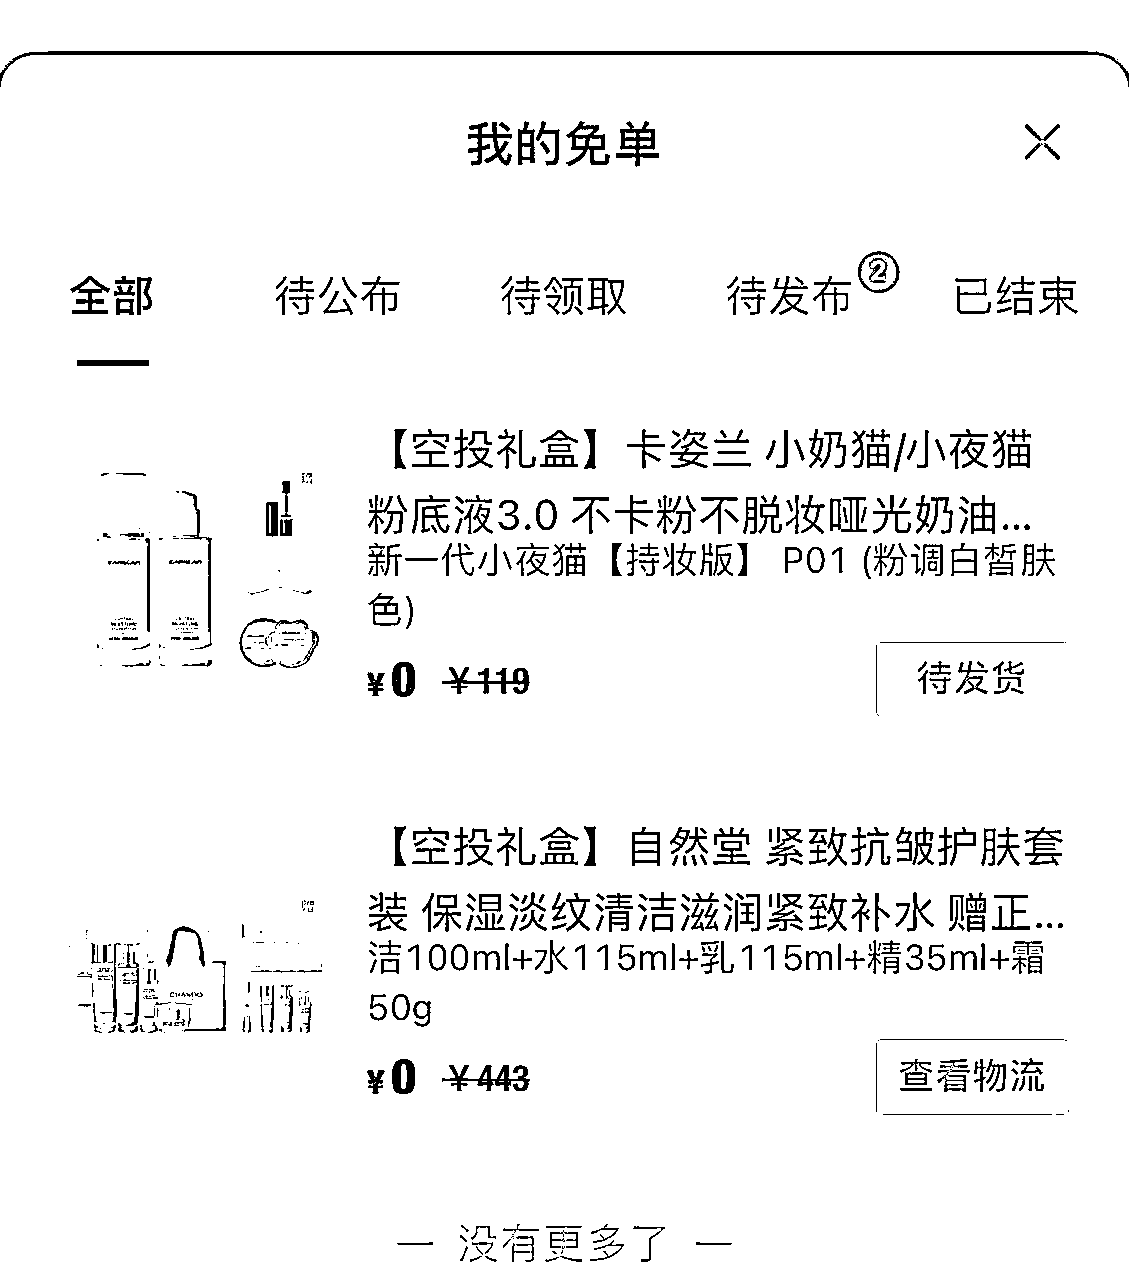 我的免单
全部 待公布 待领取 待发布 2 已结束
【空投礼盒】卡姿兰 小奶猫/小夜猫
粉底液3.0 不卡粉不脱妆哑光奶油...
新一代小夜猫【持妆版】 P01 (粉调白皙肤
色)
¥0 ¥119
待发货
【空投礼盒】自然堂 紧致抗皱护肤套
装 保湿淡纹清洁滋润紧致补水 赠正...
洁100ml+水115ml+乳115ml+精35ml+霜
50g
¥0 ¥443
查看物流
— 没有更多了 —